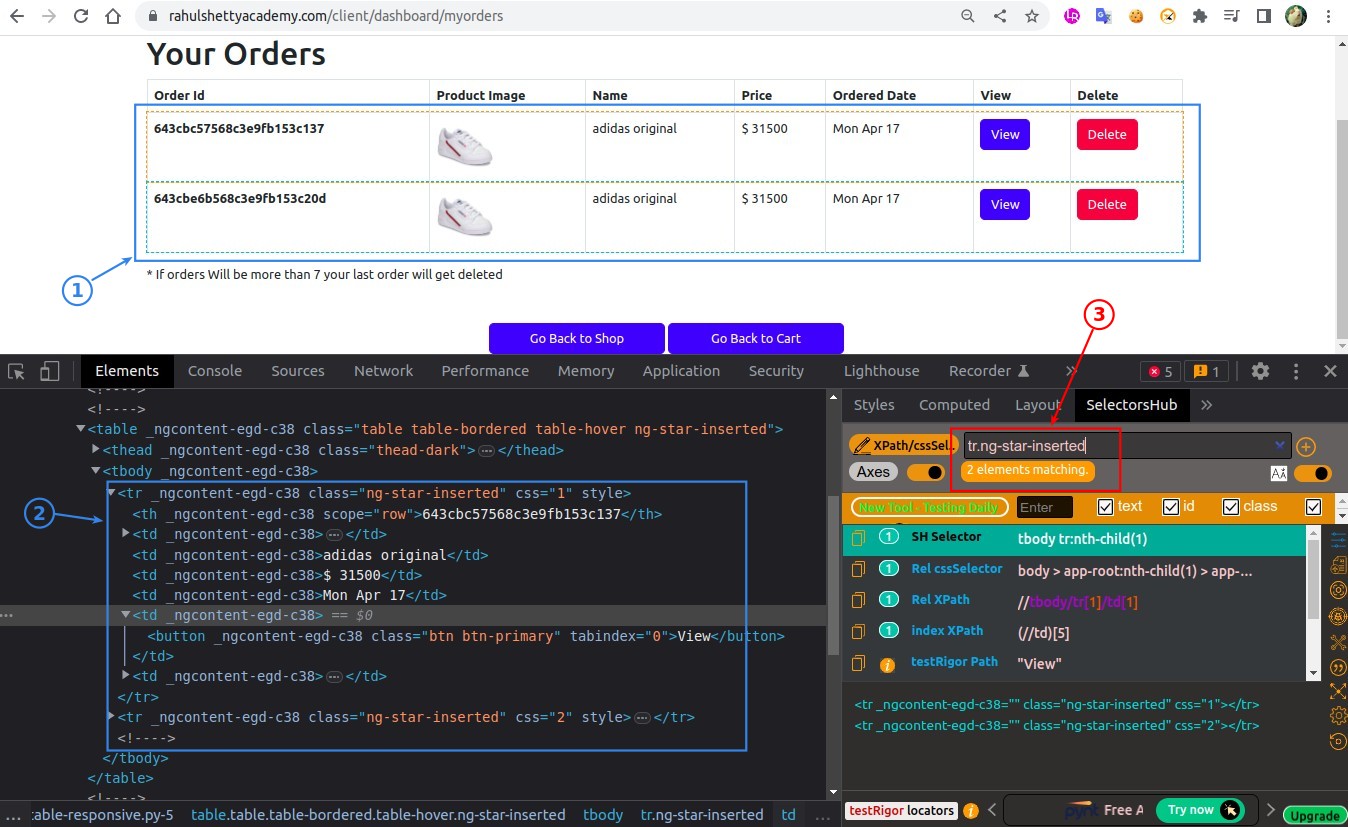 rahulshettyacademy.com/client/dashboard/myorders
Your Orders
Order Id Product Image Name Price Ordered Date View Delete
643cbc57568c3e9fb153c137 adidas original $ 31500 Mon Apr 17 View Delete
643cbe6b568c3e9fb153c20d adidas original $ 31500 Mon Apr 17 View Delete
1
* If orders Will be more than 7 your last order will get deleted
3
Go Back to Shop Go Back to Cart
Elements Console Sources Network Performance Memory Application Security Lighthouse Recorder » 5 1
<!---->
<!---->
<table _ngcontent-egd-c38 class="table table-bordered table-hover ng-star-inserted">
<thead _ngcontent-egd-c38 class="thead-dark">…</thead>
<tbody _ngcontent-egd-c38>
2
<tr _ngcontent-egd-c38 class="ng-star-inserted" css="1" style>
<th _ngcontent-egd-c38 scope="row">643cbc57568c3e9fb153c137</th>
<td _ngcontent-egd-c38>…</td>
<td _ngcontent-egd-c38>adidas original</td>
<td _ngcontent-egd-c38>$ 31500</td>
<td _ngcontent-egd-c38>Mon Apr 17</td>
… <td _ngcontent-egd-c38> == $0
<button _ngcontent-egd-c38 class="btn btn-primary" tabindex="0">View</button>
</td>
<td _ngcontent-egd-c38>…</td>
</tr>
<tr _ngcontent-egd-c38 class="ng-star-inserted" css="2" style>…</tr>
<!---->
</tbody>
</table>
<!---->
... table-responsive.py-5 table.table.table-bordered.table-hover.ng-star-inserted tbody tr.ng-star-inserted td ...
Styles Computed Layout SelectorsHub »
XPath/cssSel.. tr.ng-star-inserted
Axes 2 elements matching.
New Tool - Testing Daily Enter text id class
1 SH Selector tbody tr:nth-child(1)
1 Rel cssSelector body > app-root:nth-child(1) > app-...
1 Rel XPath //tbody/tr[1]/td[1]
1 index XPath (//td)[5]
i testRigor Path "View"
<tr _ngcontent-egd-c38="" class="ng-star-inserted" css="1"></tr>
<tr _ngcontent-egd-c38="" class="ng-star-inserted" css="2"></tr>
testRigor locators i pynt Free A Try now Upgrade